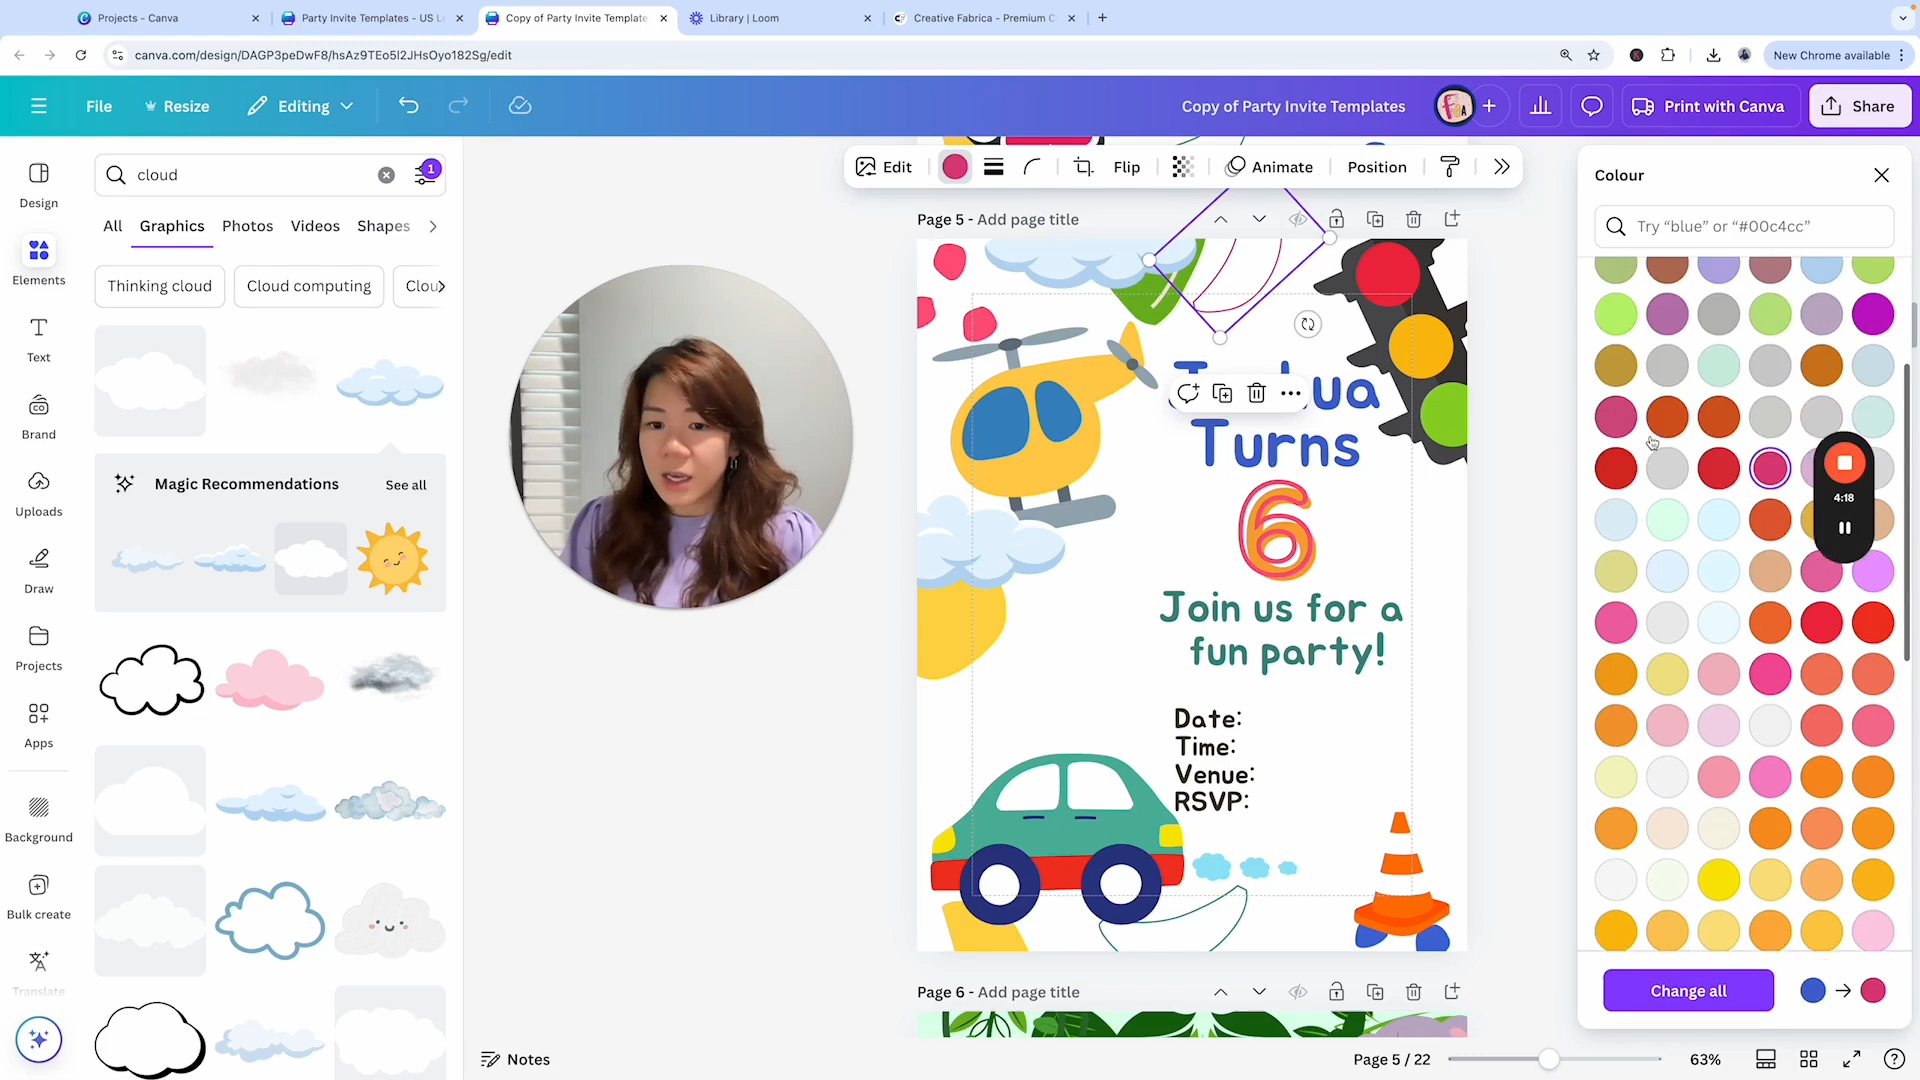 Projects - Canva
Party Invite Templates - US L
Copy of Party Invite Template
Library | Loom
Creative Fabrica - Premium C
canva.com/design/DAGP3peDwF8/hsAz9TEo5l2JHsOyo182Sg/edit
New Chrome available
File
Resize
Editing
Copy of Party Invite Templates
Print with Canva
Share
Design
Elements
Text
Brand
Uploads
Draw
Projects
Apps
Background
Bulk create
Translate
cloud
1
All
Graphics
Photos
Videos
Shapes
Thinking cloud
Cloud computing
Clou
Magic Recommendations
See all
Edit
Flip
Animate
Position
Page 5 - Add page title
Turns
6
Join us for a
fun party!
Date:
Time:
Venue:
RSVP:
Page 6 - Add page title
Colour
Try “blue” or “#00c4cc”
4:18
Change all
Notes
Page 5 / 22
63%